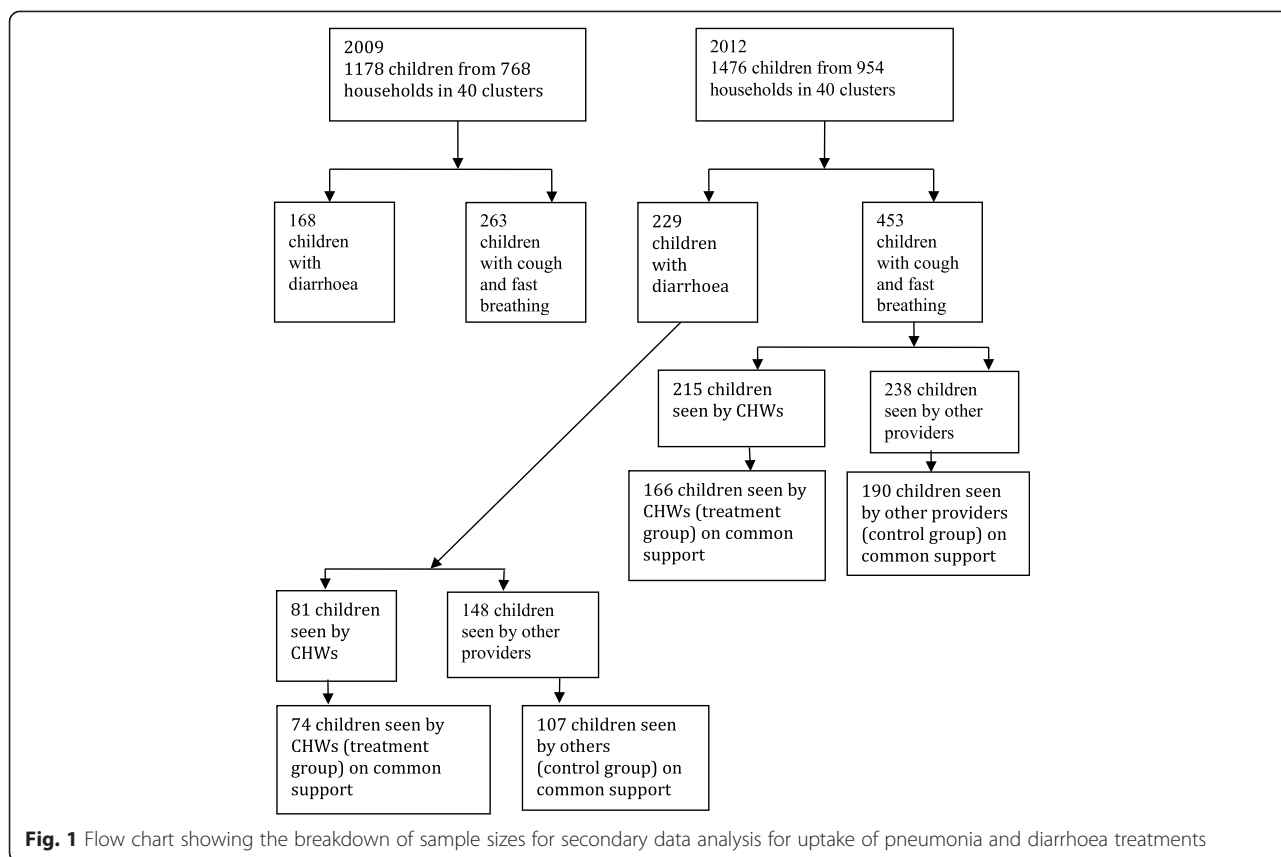 2009
1178 children from 768
households in 40 clusters
2012
1476 children from 954
households in 40 clusters
168
children
with
diarrhoea
263
children
with cough
and fast
breathing
229
children
with
diarrhoea
453
children
with cough
and fast
breathing
215 children
seen by CHWs
238 children
seen by other
providers
166 children seen by
CHWs (treatment
group) on common
support
190 children seen
by other providers
(control group) on
common support
81 children
seen by
CHWs
148 children
seen by other
providers
74 children seen by
CHWs (treatment
group) on common
support
107 children seen
by others
(control group) on
common support
Fig. 1 Flow chart showing the breakdown of sample sizes for secondary data analysis for uptake of pneumonia and diarrhoea treatments